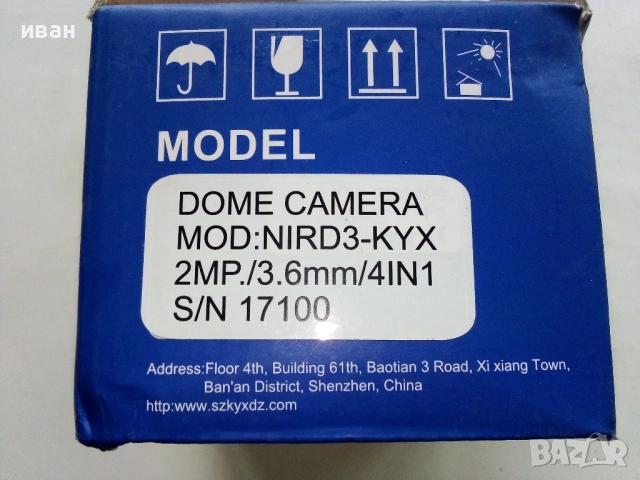 иван
MODEL
DOME CAMERA
MOD:NIRD3-KYX
2MP./3.6mm/4IN1
S/N 17100
Address:Floor 4th, Building 61th, Baotian 3 Road, Xi xiang Town,
Ban'an District, Shenzhen, China
http:www.szkyxdz.com
BAZAR